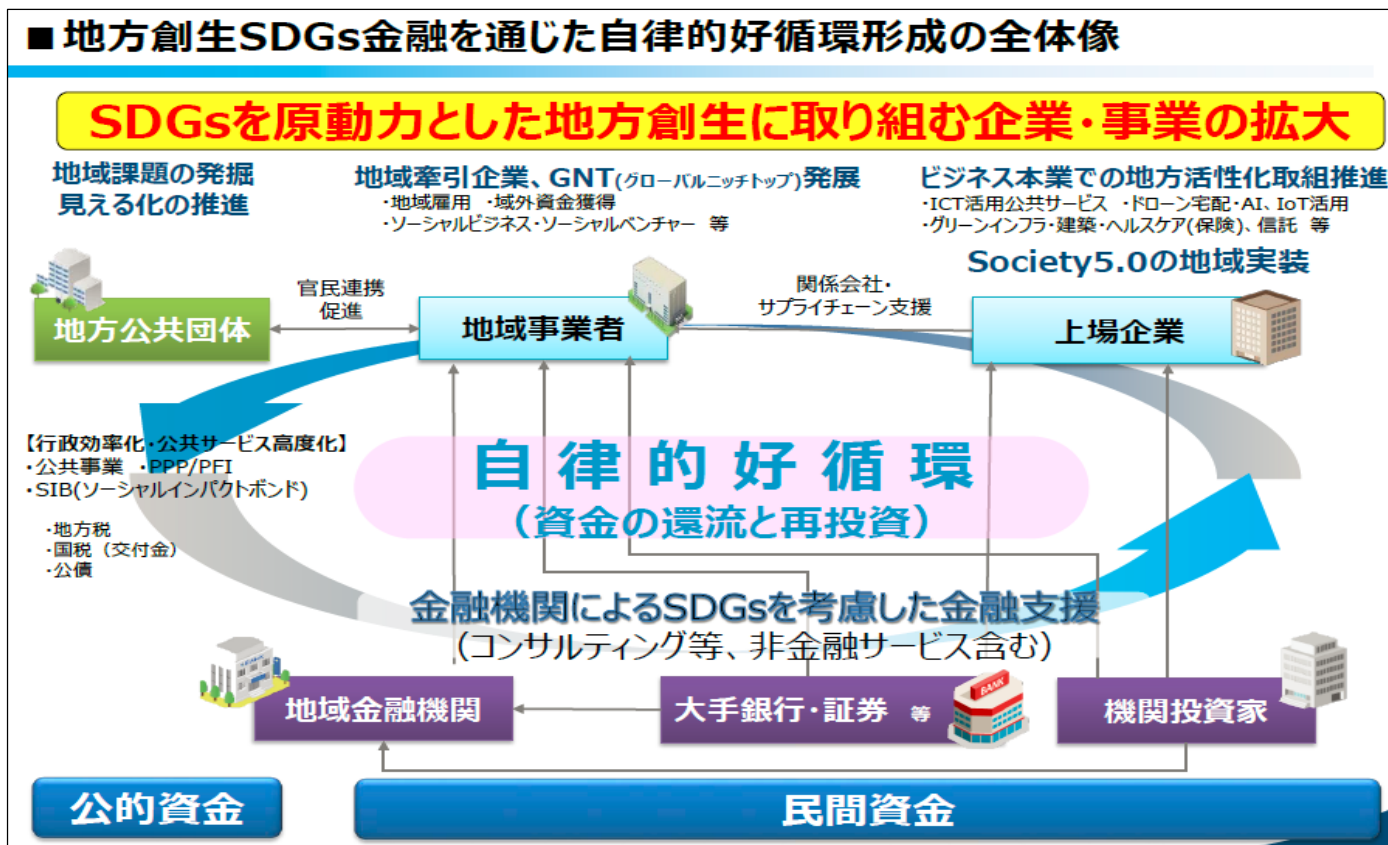 ■地方創生SDGs金融を通じた自律的好循環形成の全体像
SDGsを原動力とした地方創生に取り組む企業・事業の拡大
地域課題の発掘
見える化の推進
地域牽引企業、GNT(グローバルニッチトップ)発展
・地域雇用 ・域外資金獲得
・ソーシャルビジネス・ソーシャルベンチャー 等
ビジネス本業での地方活性化取組推進
・ICT活用公共サービス ・ドローン宅配・AI、IoT活用
・グリーンインフラ・建築・ヘルスケア(保険)、信託 等
Society5.0の地域実装
地方公共団体
官民連携
促進
地域事業者
関係会社・
サプライチェーン支援
上場企業
【行政効率化・公共サービス高度化】
・公共事業 ・PPP/PFI
・SIB(ソーシャルインパクトボンド)
・地方税
・国税（交付金）
・公債
自律的好循環
（資金の還流と再投資）
金融機関によるSDGsを考慮した金融支援
（コンサルティング等、非金融サービス含む）
地域金融機関
大手銀行・証券 等
BANK
機関投資家
公的資金
民間資金